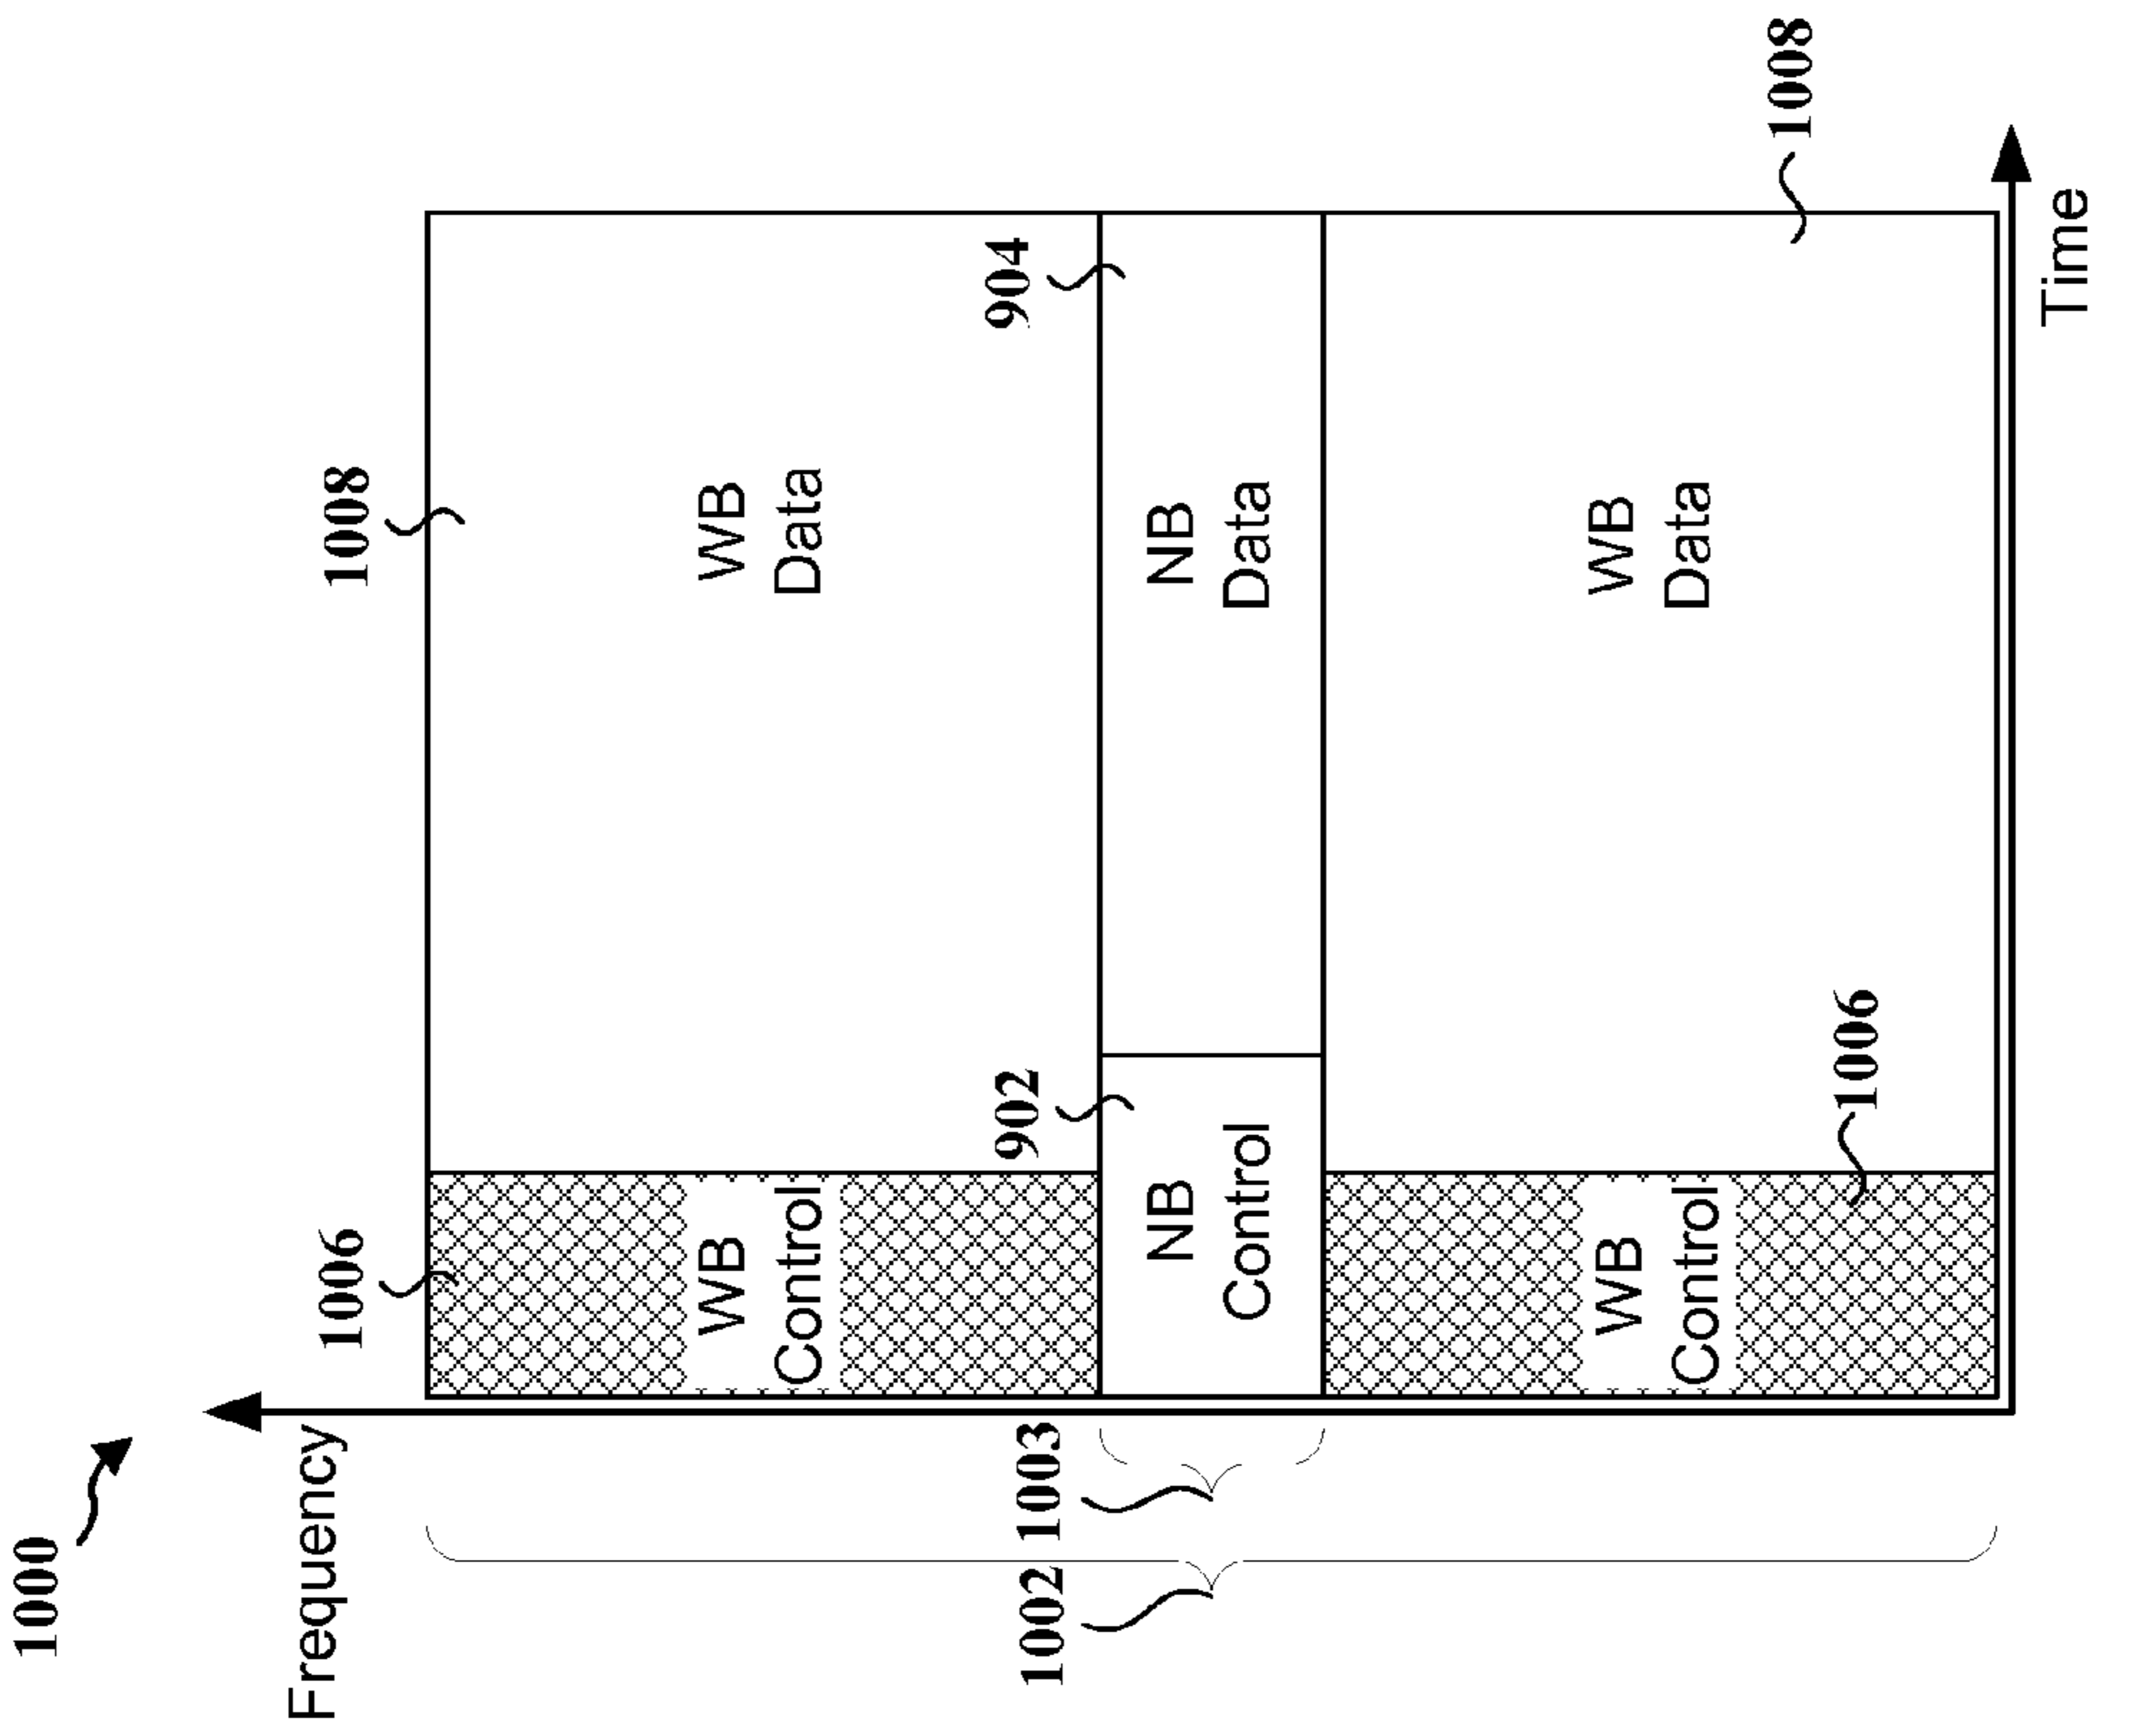 1000
Frequency
1006
1008
WB
Control
WB
Data
1002
1003
902
904
NB
Control
NB
Data
WB
Control
WB
Data
1006
1008
Time